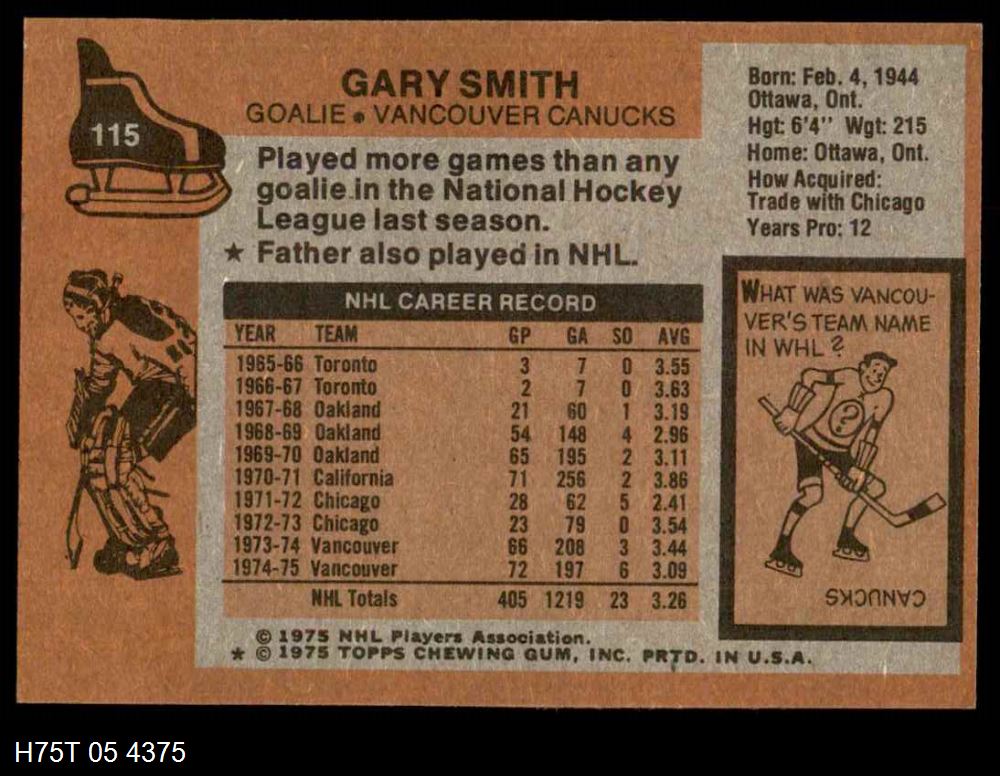 115
GARY SMITH
GOALIE • VANCOUVER CANUCKS
Played more games than any
goalie in the National Hockey
League last season.
★ Father also played in NHL.
Born: Feb. 4, 1944
Ottawa, Ont.
Hgt: 6'4" Wgt: 215
Home: Ottawa, Ont.
How Acquired:
Trade with Chicago
Years Pro: 12
NHL CAREER RECORD
YEAR TEAM GP GA SO AVG
1965-66 Toronto 3 7 0 3.55
1966-67 Toronto 2 7 0 3.63
1967-68 Oakland 21 60 1 3.19
1968-69 Oakland 54 148 4 2.96
1969-70 Oakland 65 195 2 3.11
1970-71 California 71 256 2 3.86
1971-72 Chicago 28 62 5 2.41
1972-73 Chicago 23 79 0 3.54
1973-74 Vancouver 66 208 3 3.44
1974-75 Vancouver 72 197 6 3.09
NHL Totals 405 1219 23 3.26
WHAT WAS VANCOU-
VER'S TEAM NAME
IN WHL?
?
CANUCKS
© 1975 NHL Players Association.
★ © 1975 TOPPS CHEWING GUM, INC. PRTD. IN U.S.A.
H75T 05 4375